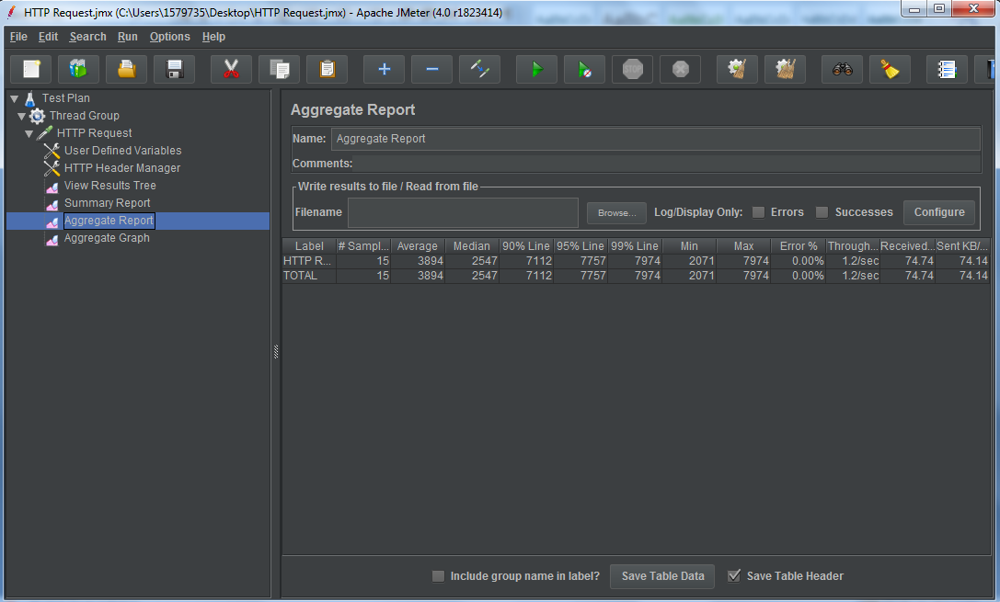 HTTP Request.jmx (C:\Users\1579735\Desktop\HTTP Request.jmx) - Apache JMeter (4.0 r1823414)
File Edit Search Run Options Help
STOP
Test Plan
Thread Group
HTTP Request
User Defined Variables
HTTP Header Manager
View Results Tree
Summary Report
Aggregate Report
Aggregate Graph
Aggregate Report
Name: Aggregate Report
Comments:
Write results to file / Read from file
Filename Browse... Log/Display Only: Errors Successes Configure
Label # Sampl... Average Median 90% Line 95% Line 99% Line Min Max Error % Through... Received... Sent KB/...
HTTP R... 15 3894 2547 7112 7757 7974 2071 7974 0.00% 1.2/sec 74.74 74.14
TOTAL 15 3894 2547 7112 7757 7974 2071 7974 0.00% 1.2/sec 74.74 74.14
Include group name in label? Save Table Data Save Table Header